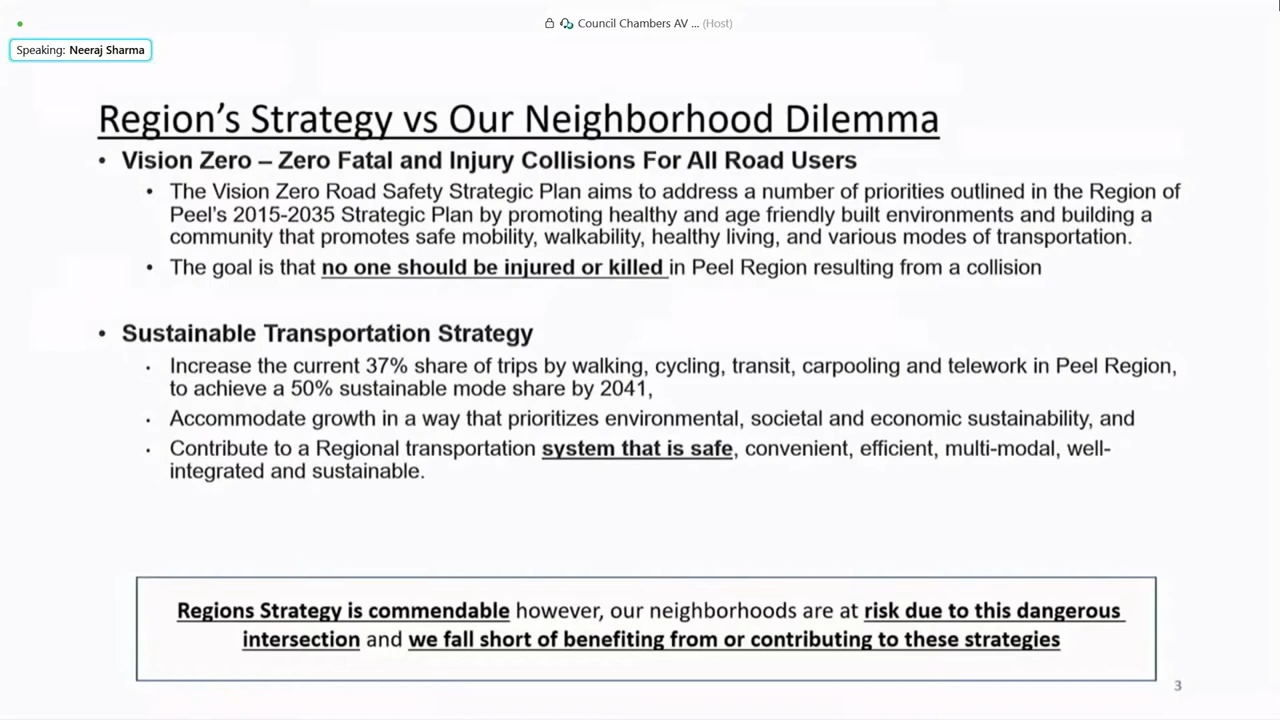 Council Chambers AV ... (Host)
Speaking: Neeraj Sharma
Region's Strategy vs Our Neighborhood Dilemma
• Vision Zero – Zero Fatal and Injury Collisions For All Road Users
• The Vision Zero Road Safety Strategic Plan aims to address a number of priorities outlined in the Region of
Peel's 2015-2035 Strategic Plan by promoting healthy and age friendly built environments and building a
community that promotes safe mobility, walkability, healthy living, and various modes of transportation.
• The goal is that no one should be injured or killed in Peel Region resulting from a collision
• Sustainable Transportation Strategy
• Increase the current 37% share of trips by walking, cycling, transit, carpooling and telework in Peel Region,
to achieve a 50% sustainable mode share by 2041,
• Accommodate growth in a way that prioritizes environmental, societal and economic sustainability, and
• Contribute to a Regional transportation system that is safe, convenient, efficient, multi-modal, well-
integrated and sustainable.
Regions Strategy is commendable however, our neighborhoods are at risk due to this dangerous
intersection and we fall short of benefiting from or contributing to these strategies
3